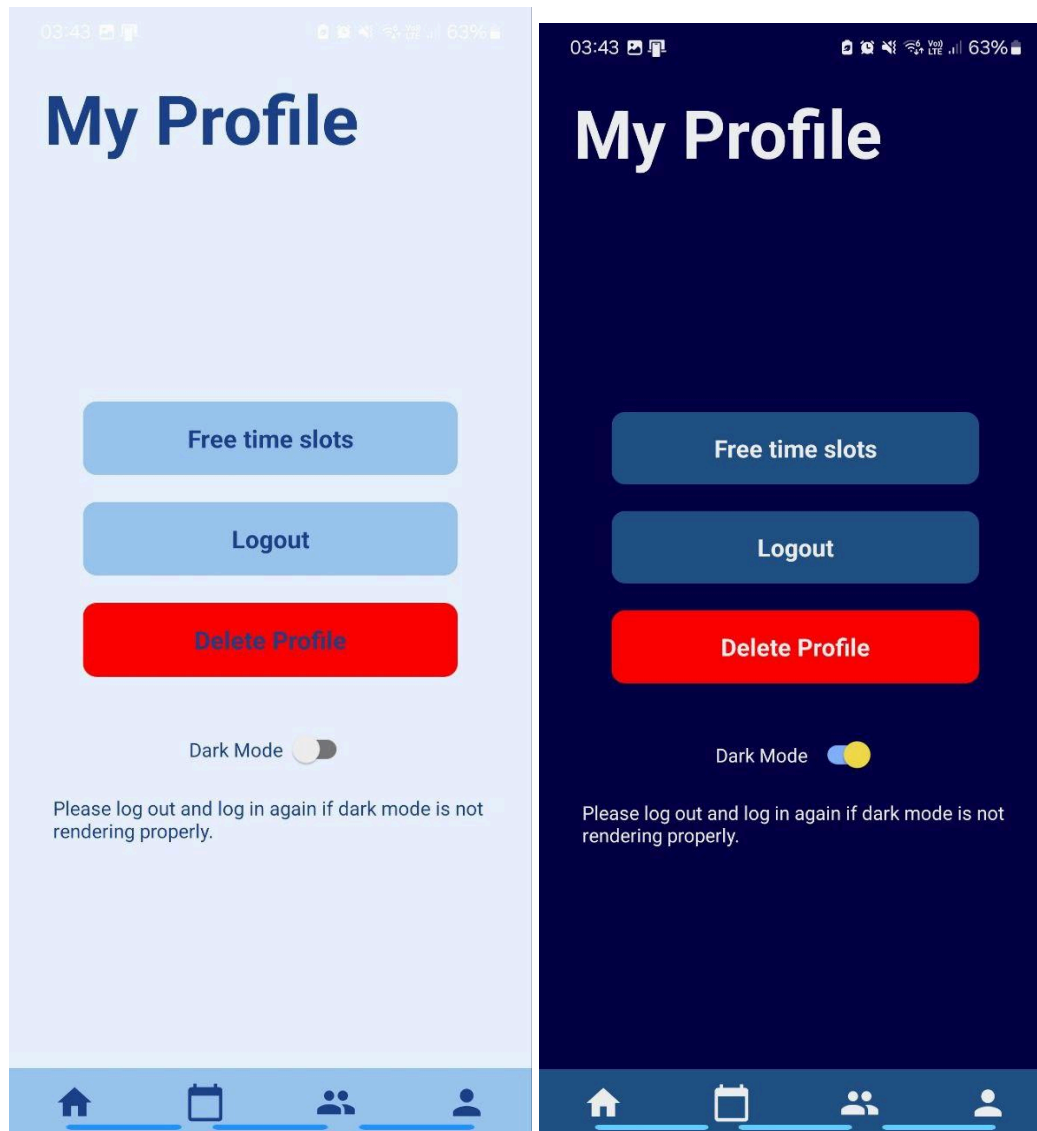 03:43
63%
My Profile
Free time slots
Logout
Delete Profile
Dark Mode
Please log out and log in again if dark mode is not
rendering properly.
03:43
Vo)) LTE
63%
My Profile
Free time slots
Logout
Delete Profile
Dark Mode
Please log out and log in again if dark mode is not
rendering properly.